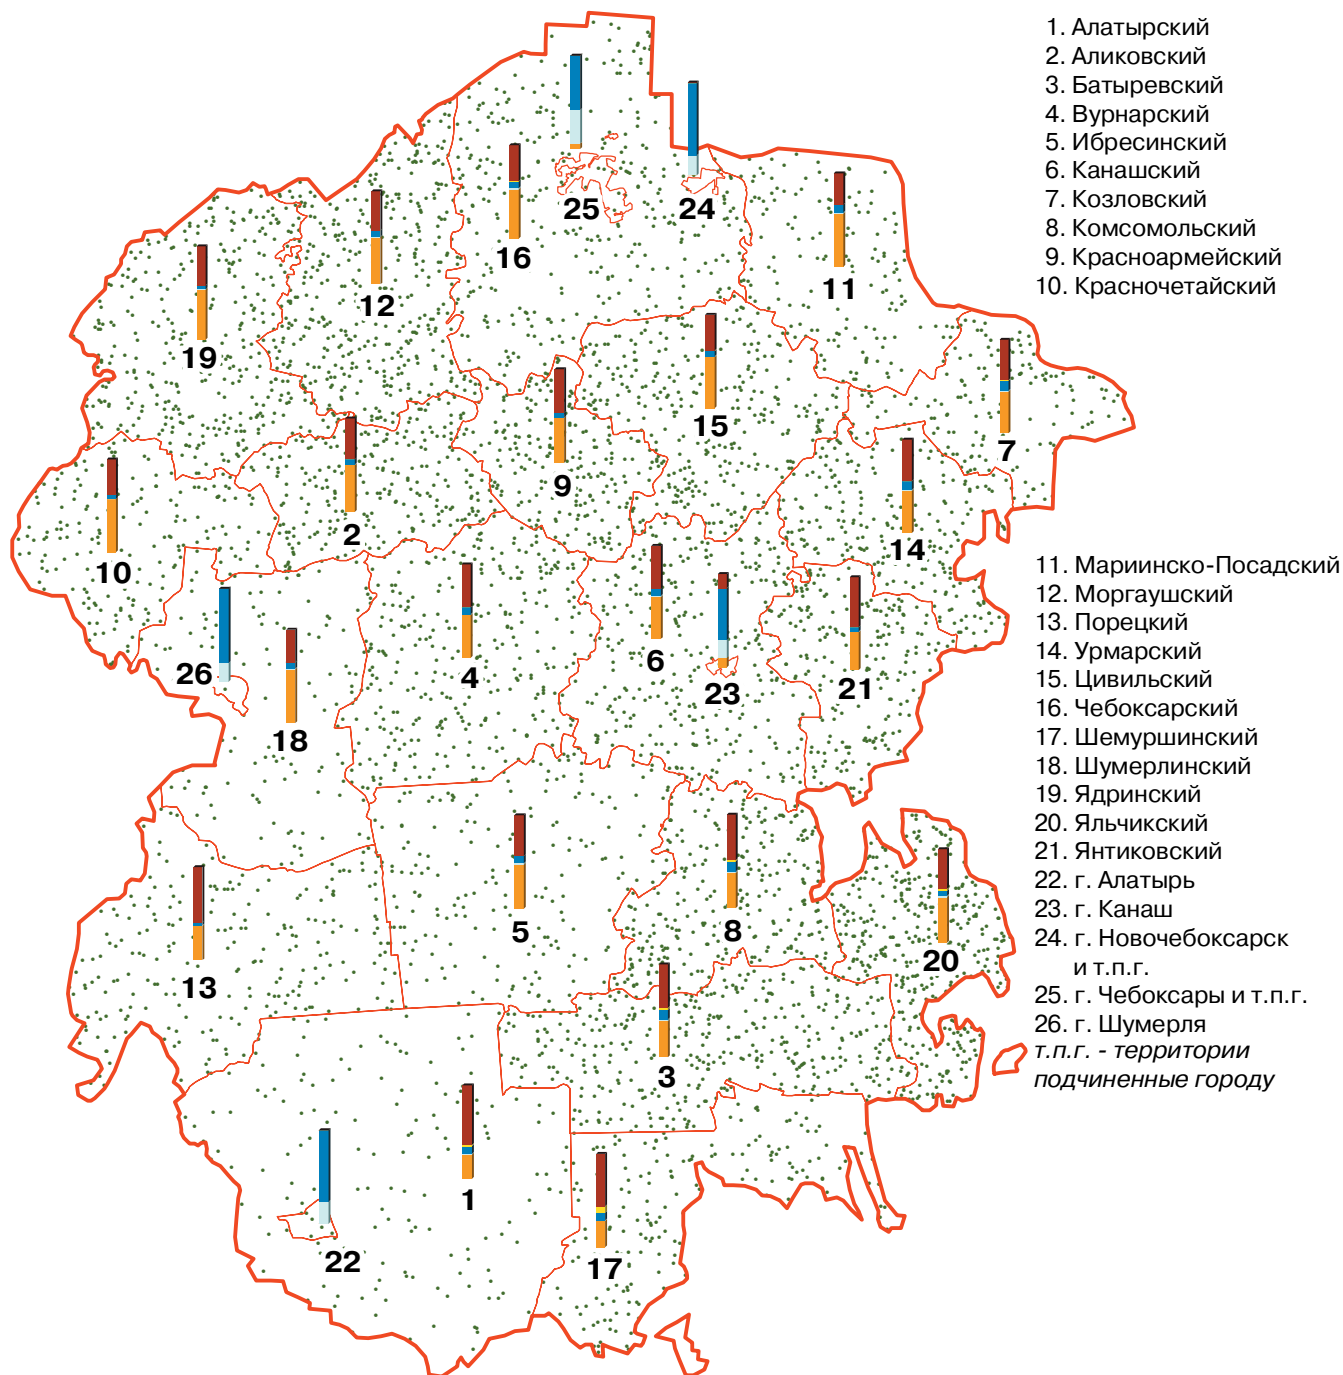 1. Алатырский
2. Аликовский
3. Батыревский
4. Вурнарский
5. Ибресинский
6. Канашский
7. Козловский
8. Комсомольский
9. Красноармейский
10. Красночетайский
25
24
16
12
11
19
15
7
9
2
14
10
11. Мариинско-Посадский
12. Моргаушский
13. Порецкий
14. Урмарский
15. Цивильский
16. Чебоксарский
17. Шемуршинский
18. Шумерлинский
19. Ядринский
20. Яльчикский
21. Янтиковский
22. г. Алатырь
23. г. Канаш
24. г. Новочебоксарск
и т.п.г.
25. г. Чебоксары и т.п.г.
26. г. Шумерля
т.п.г. - территории
подчиненные городу
6
4
26
23
21
18
5
8
20
13
3
1
22
17